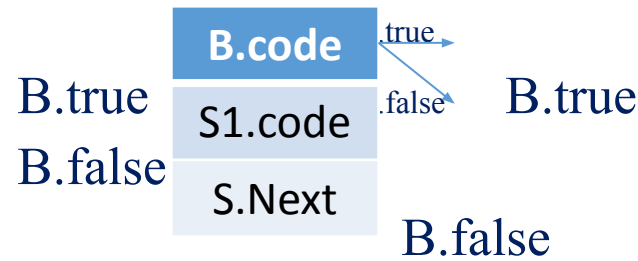 B.code
.true
B.true
S1.code
.false
B.true
B.false
S.Next
B.false